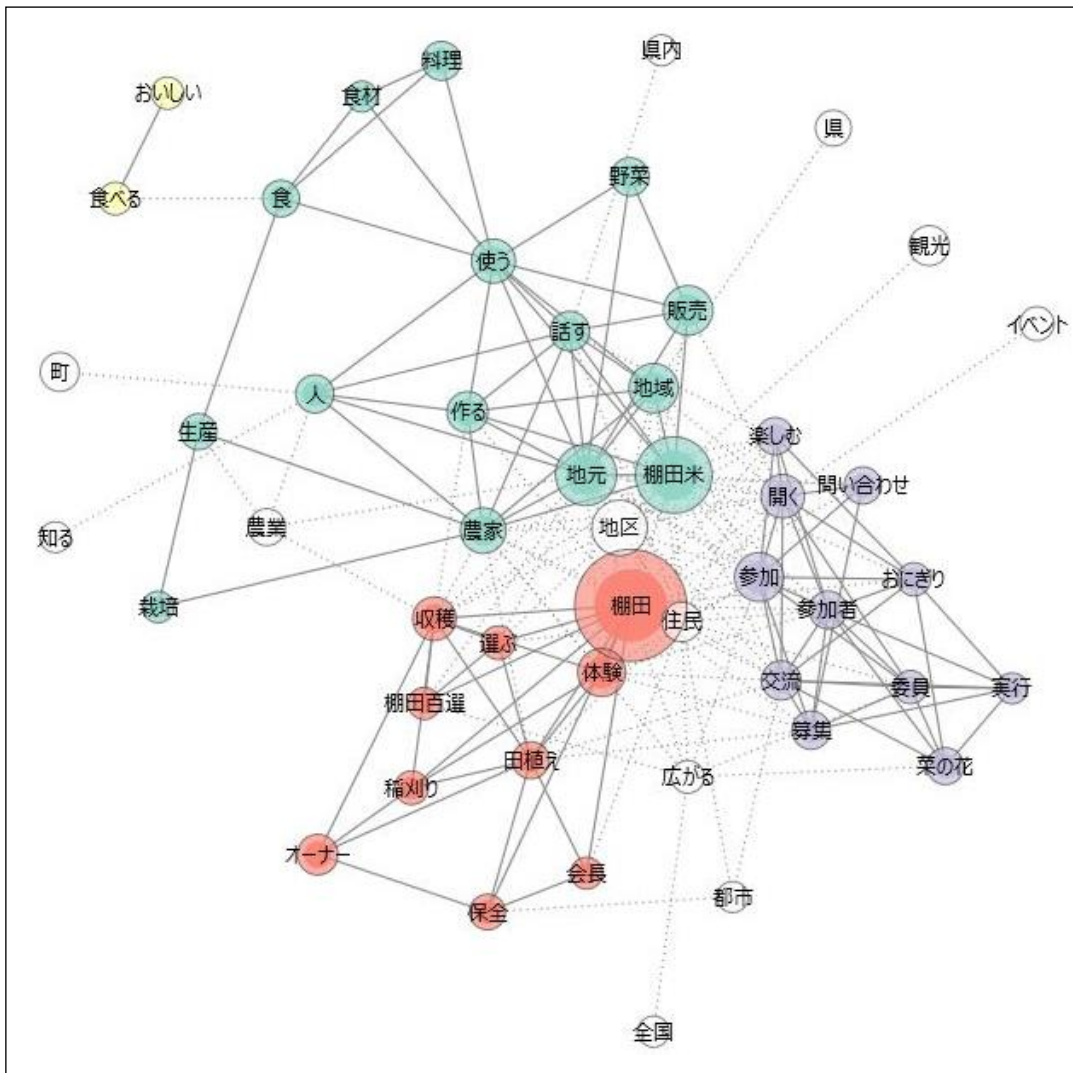 県内
料理
おいしい
食材
県
野菜
食べる
食
観光
使う
販売
イベント
話す
町
人
地域
作る
生産
楽しむ
地元
棚田米
開く
問い合わせ
農業
地区
農家
知る
参加
おにぎり
棚田
栽培
参加者
収穫
住民
選ぶ
体験
交流
委員
実行
棚田百選
募集
田植え
菜の花
広がる
稲刈り
オーナー
会長
都市
保全
全国